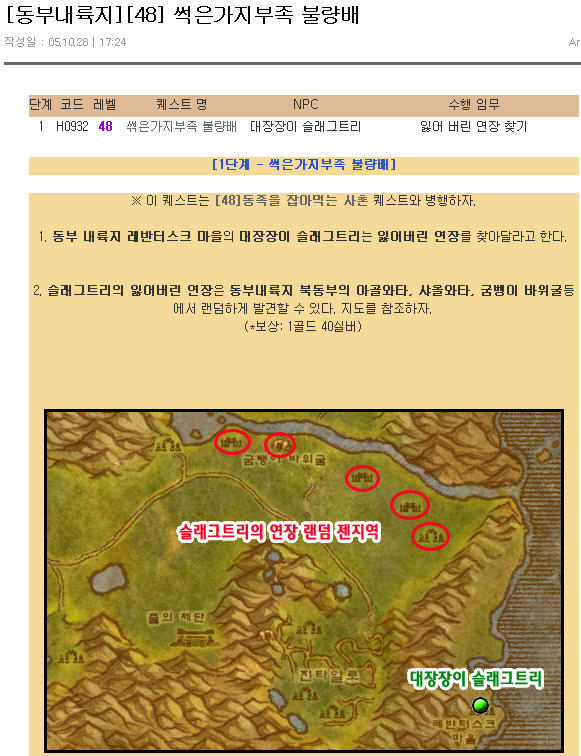 [동부내륙지][48] 썩은가지부족 불량배
작성일 : 05,10,28 | 17:24
Ar
단계 코드 레벨 퀘스트 명 NPC 수행 임무
1 H0932 48 썪은가지부족 불량배 대장장이 슬래그트리 잃어 버린 연장 찾기
[1단계 - 썩은가지부족 불량배]
※ 이 퀘스트는 [48]동족을 잡아먹는 사촌 퀘스트와 병행하자.
1. 동부 내륙지 레반터스크 마을의 대장장이 슬래그트리는 잃어버린 연장를 찾아달라고 한다.
2. 슬래그트리의 잃어버린 연장은 동부내륙지 북동부의 아골와타, 샤올와타, 굼벵이 바위굴등
에서 랜덤하게 발견할 수 있다. 지도를 참조하자.
(*보상: 1골드 40실버)
굼벵이 바위굴
슬래그트리의 연장 랜덤 젠지역
줄의 제단
진타알로
대장장이 슬래그트리
레반터스크
마을